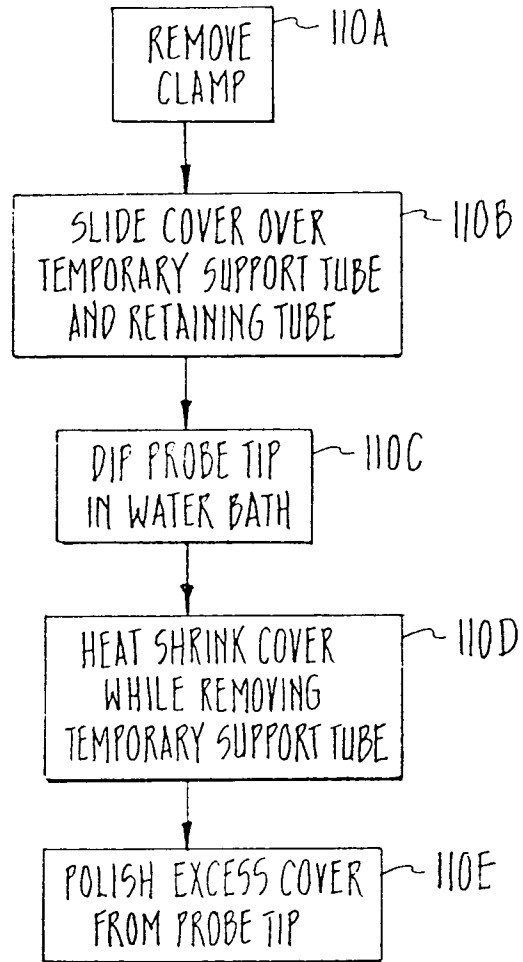 REMOVE
CLAMP
110A
SLIDE COVER OVER
TEMPORARY SUPPORT TUBE
AND RETAINING TUBE
110B
DIP PROBE TIP
IN WATER BATH
110C
HEAT SHRINK COVER
WHILE REMOVING
TEMPORARY SUPPORT TUBE
110D
POLISH EXCESS COVER
FROM PROBE TIP
110E